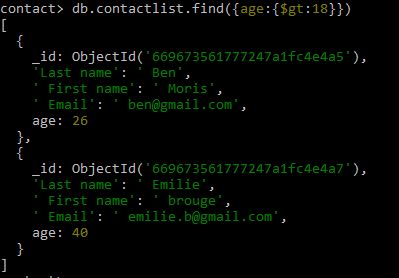 contact> db.contactlist.find({age:{$gt:18}})
[
  {
    _id: ObjectId('669673561777247a1fc4e4a5'),
    'Last name': ' Ben',
    ' First name': ' Moris',
    ' Email': ' ben@gmail.com',
    age: 26
  },
  {
    _id: ObjectId('669673561777247a1fc4e4a7'),
    'Last name': ' Emilie',
    ' First name': ' brouge',
    ' Email': ' emilie.b@gmail.com',
    age: 40
  }
]